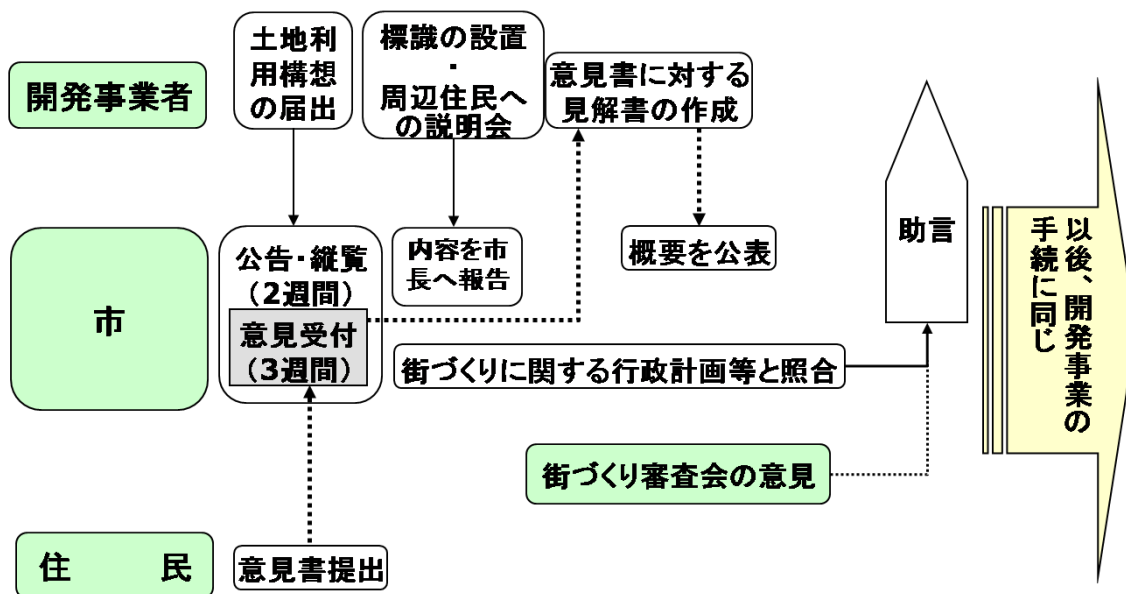 開発事業者
土地利
用構想
の届出
標識の設置
・
周辺住民へ
の説明会
意見書に対する
見解書の作成
市
公告・縦覧
（2週間）
意見受付
（3週間）
内容を市
長へ報告
概要を公表
助言
街づくりに関する行政計画等と照合
街づくり審査会の意見
住　　民
意見書提出
以後、開発事業の
手続に同じ